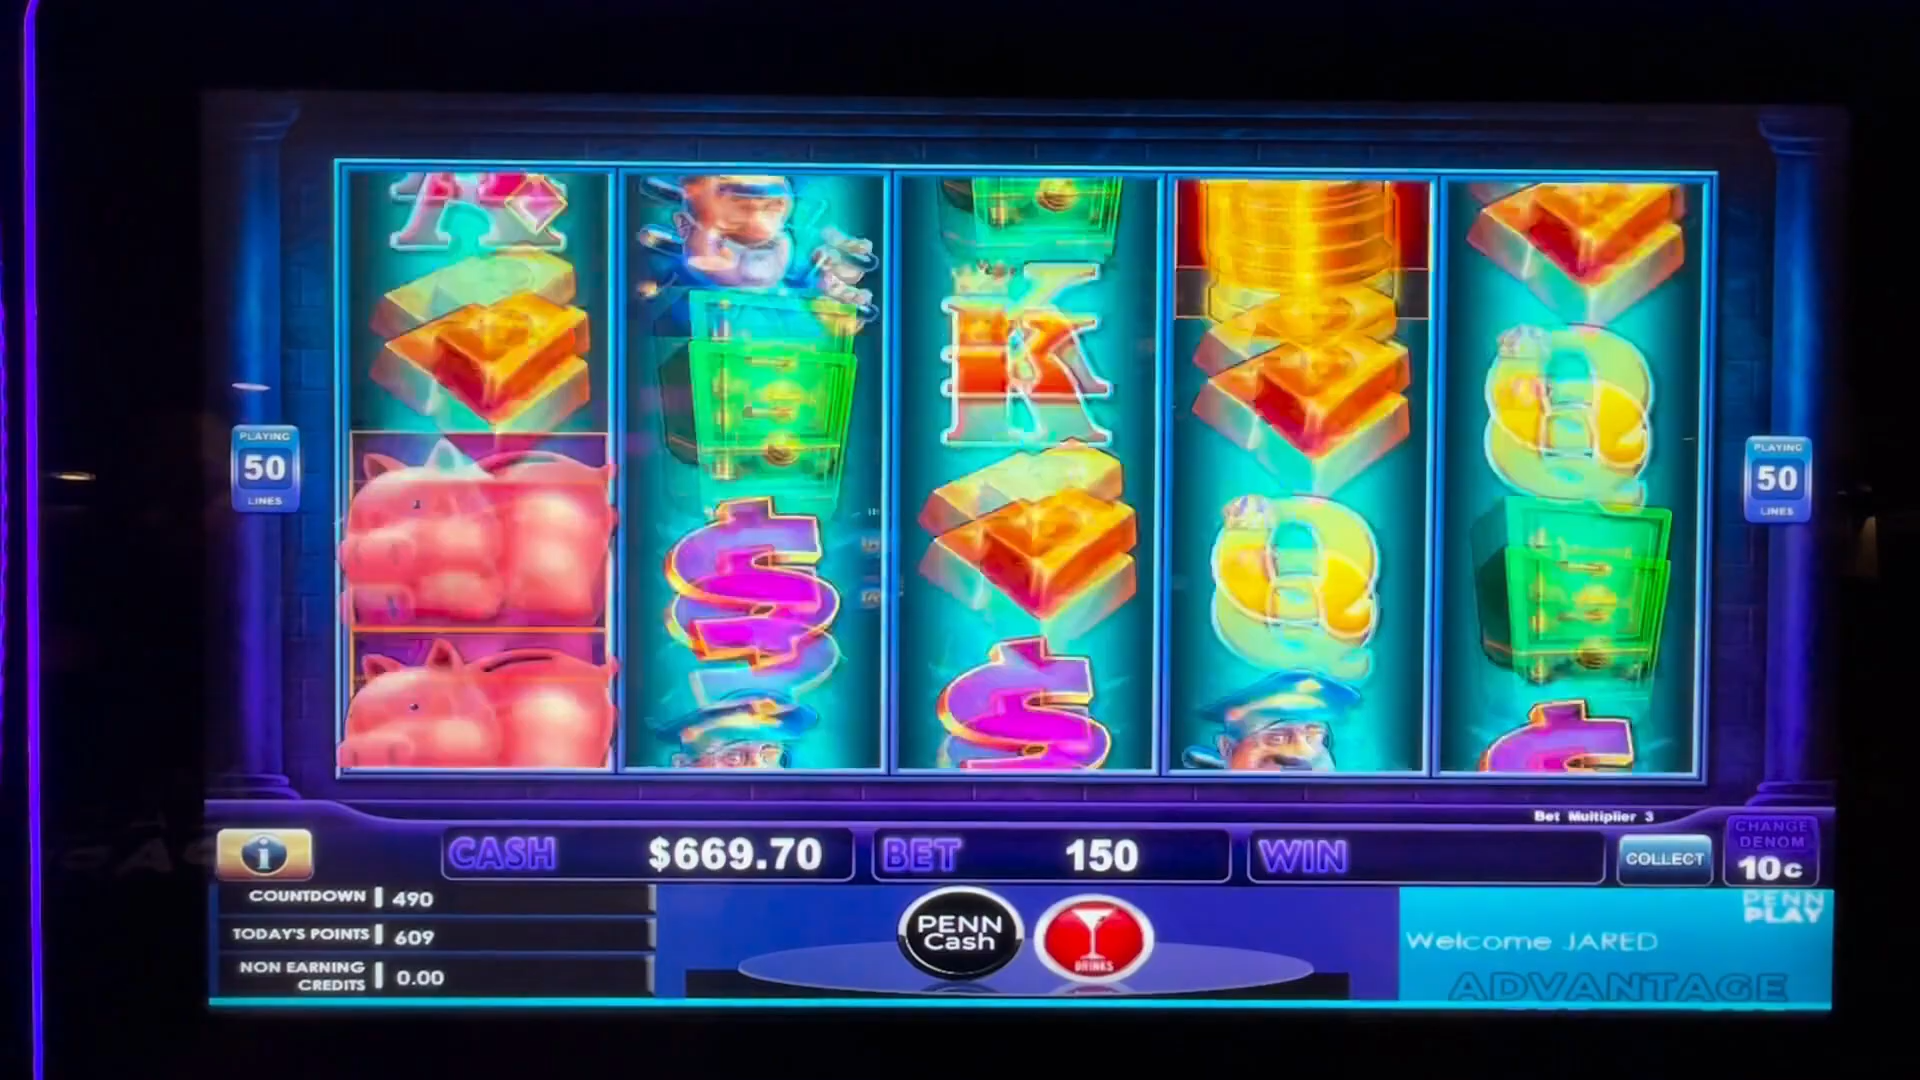 A
K
Q
Q
$
$
PLAYING
50
LINES
PLAYING
50
LINES
Bet Multiplier 3
CASH $669.70
BET 150
WIN
COLLECT
CHANGE
DENOM
10¢
COUNTDOWN 490
TODAY'S POINTS 609
NON EARNING
CREDITS 0.00
PENN
Cash
DRINKS
PENN
PLAY
Welcome JARED
ADVANTAGE